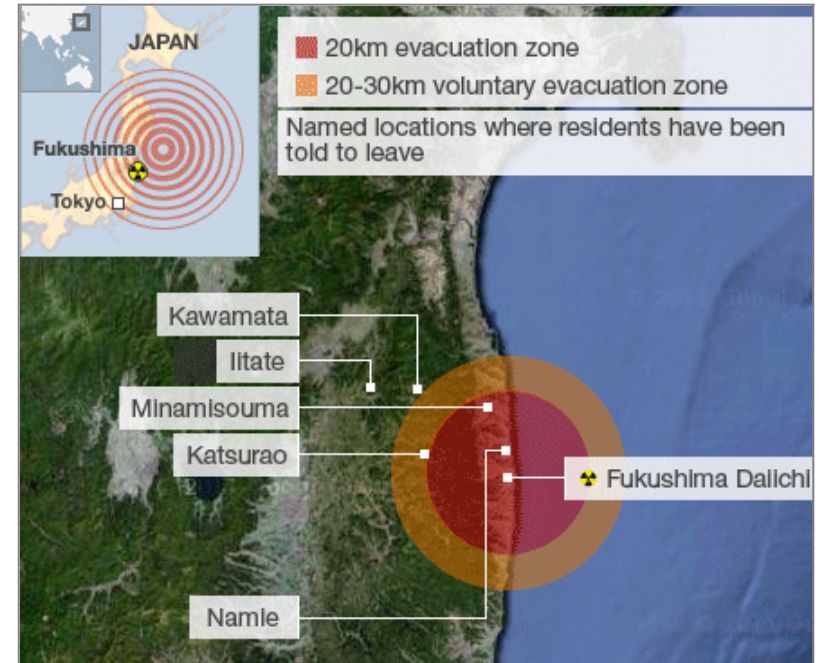 JAPAN
Fukushima
Tokyo
20km evacuation zone
20-30km voluntary evacuation zone
Named locations where residents have been
told to leave
Kawamata
Iitate
Minamisouma
Katsurao
Fukushima Daiichi
Namie